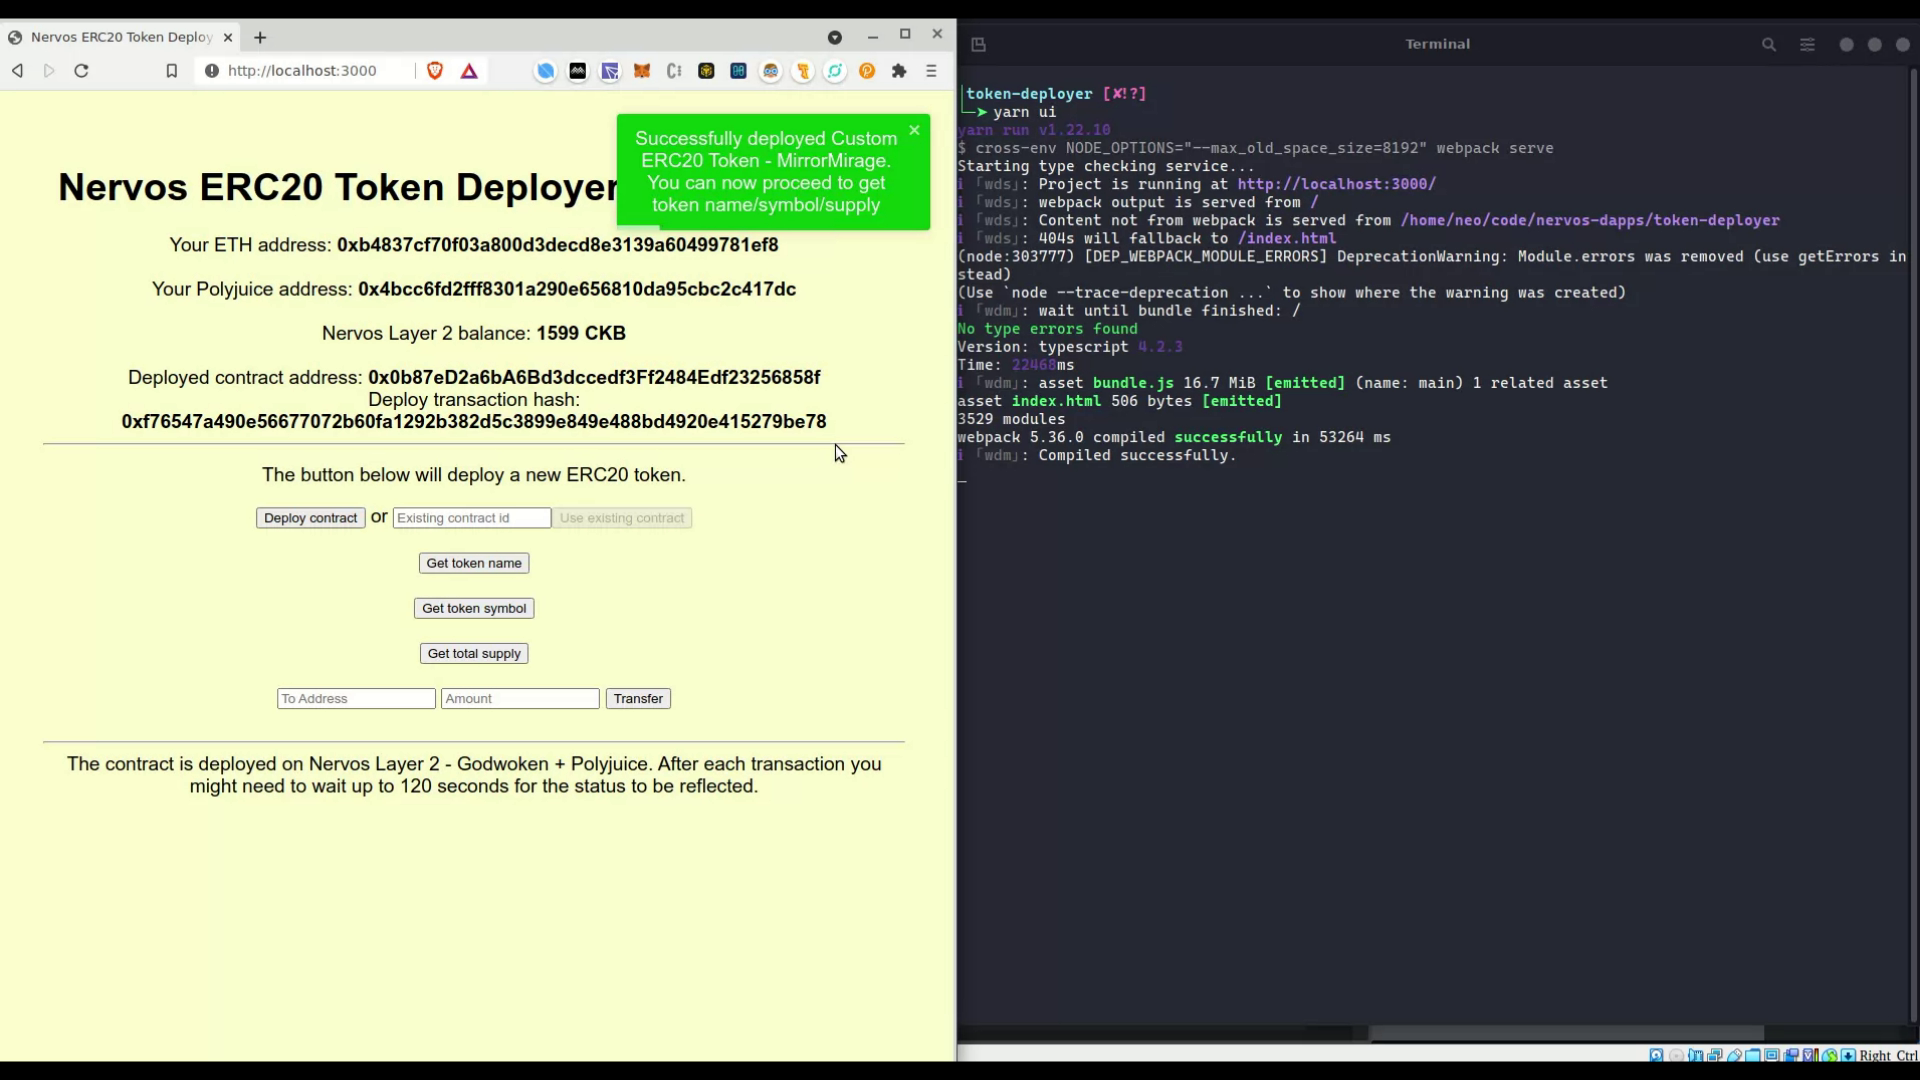 Nervos ERC20 Token Deploy
http://localhost:3000
Successfully deployed Custom
ERC20 Token - MirrorMirage.
You can now proceed to get
token name/symbol/supply
Nervos ERC20 Token Deployer
Your ETH address: 0xb4837cf70f03a800d3decd8e3139a60499781ef8
Your Polyjuice address: 0x4bcc6fd2fff8301a290e656810da95cbc2c417dc
Nervos Layer 2 balance: 1599 CKB
Deployed contract address: 0x0b87eD2a6bA6Bd3dccedf3Ff2484Edf23256858f
Deploy transaction hash:
0xf76547a490e56677072b60fa1292b382d5c3899e849e488bd4920e415279be78
The button below will deploy a new ERC20 token.
Deploy contract or Existing contract id Use existing contract
Get token name
Get token symbol
Get total supply
To Address Amount Transfer
The contract is deployed on Nervos Layer 2 - Godwoken + Polyjuice. After each transaction you
might need to wait up to 120 seconds for the status to be reflected.
Terminal
token-deployer [✘!?]
yarn ui
yarn run v1.22.10
$ cross-env NODE_OPTIONS="--max_old_space_size=8192" webpack serve
Starting type checking service...
i ｢wds｣: Project is running at http://localhost:3000/
i ｢wds｣: webpack output is served from /
i ｢wds｣: Content not from webpack is served from /home/neo/code/nervos-dapps/token-deployer
i ｢wds｣: 404s will fallback to /index.html
(node:303777) [DEP_WEBPACK_MODULE_ERRORS] DeprecationWarning: Module.errors was removed (use getErrors in
stead)
(Use `node --trace-deprecation ...` to show where the warning was created)
i ｢wdm｣: wait until bundle finished: /
No type errors found
Version: typescript 4.2.3
Time: 22468ms
i ｢wdm｣: asset bundle.js 16.7 MiB [emitted] (name: main) 1 related asset
asset index.html 506 bytes [emitted]
3529 modules
webpack 5.36.0 compiled successfully in 53264 ms
i ｢wdm｣: Compiled successfully.
Right Ctrl